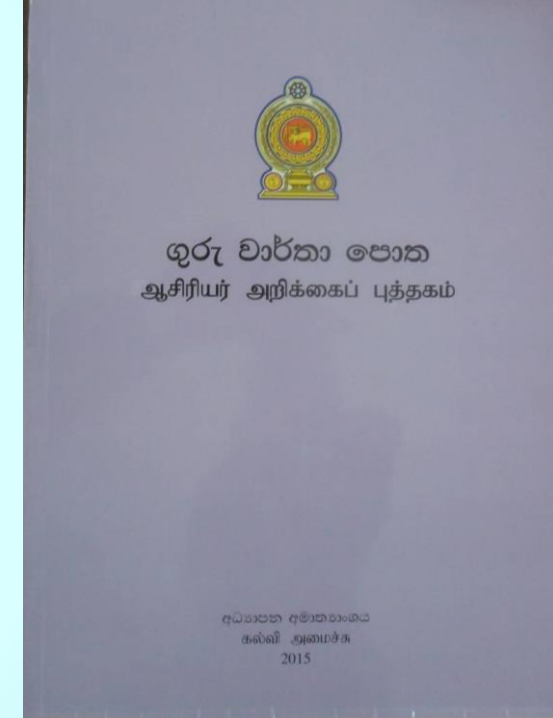 ගුරු වාර්තා පොත
ஆசிரியர் அறிக்கைப் புத்தகம்
අධ්‍යාපන අමාත්‍යාංශය
கல்வி அமைச்சு
2015